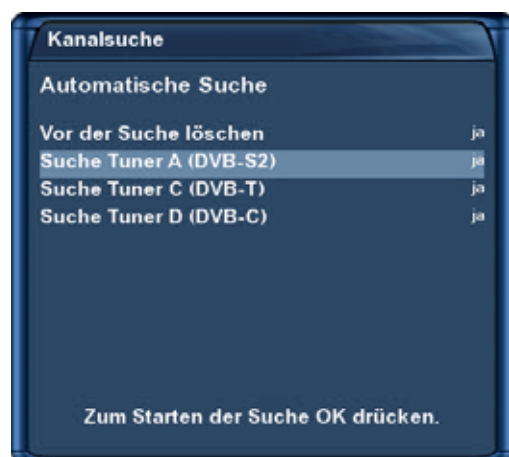 Kanalsuche
Automatische Suche
Vor der Suche löschen ja
Suche Tuner A (DVB-S2) ja
Suche Tuner C (DVB-T) ja
Suche Tuner D (DVB-C) ja
Zum Starten der Suche OK drücken.